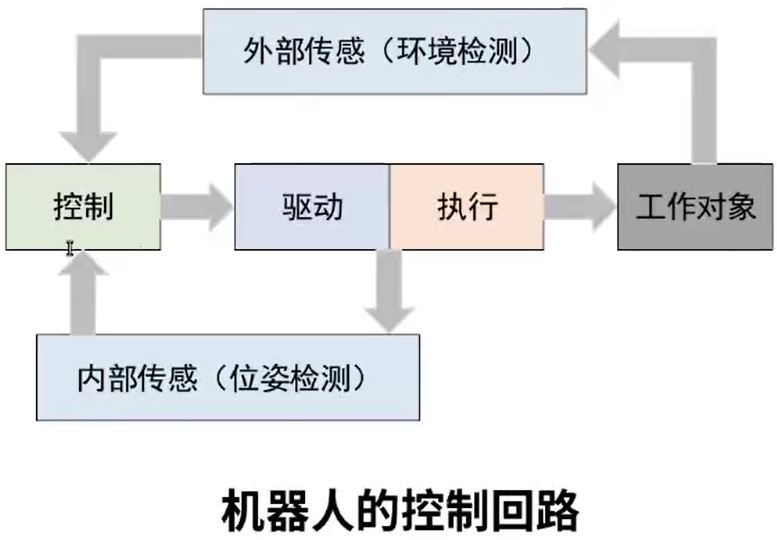 外部传感（环境检测）
控制
驱动
执行
工作对象
内部传感（位姿检测）
机器人的控制回路